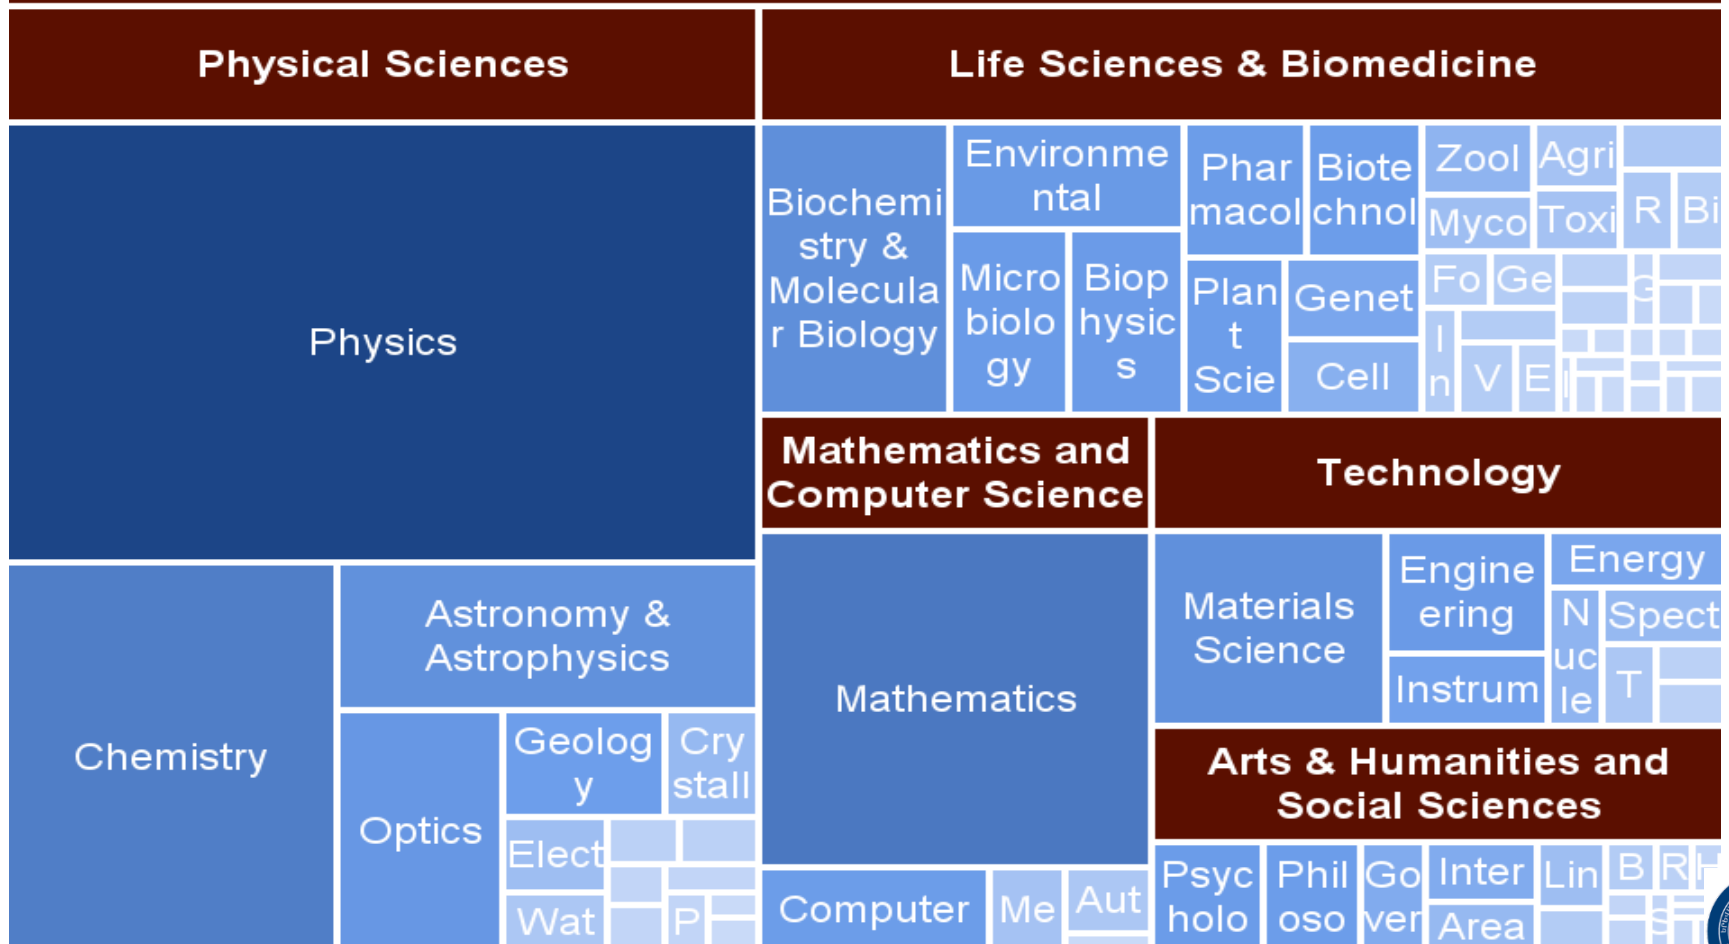 Physical Sciences
Physics
Chemistry
Astronomy &
Astrophysics
Optics
Geolog
y
Cry
stall
Elect
Wat
P
Life Sciences & Biomedicine
Biochemi
stry &
Molecula
r Biology
Environme
ntal
Micro
biolo
gy
Biop
hysic
s
Phar
macol
Biote
chnol
Plan
t
Scie
Genet
Cell
Zool
Agri
Myco
Toxi
R
Bi
Fo
Ge
G
I
n
V
E
I
Mathematics and
Computer Science
Mathematics
Computer
Me
Aut
Technology
Materials
Science
Engine
ering
Instrum
Energy
N
uc
le
Spect
T
Arts & Humanities and
Social Sciences
Psyc
holo
Phil
oso
Go
ver
Inter
Area
Lin
B
R
H
S